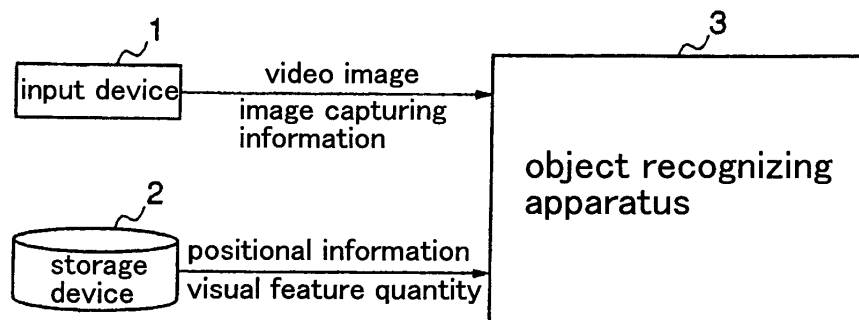 1
input device
video image
image capturing
information
3
object recognizing
apparatus
2
storage
device
positional information
visual feature quantity